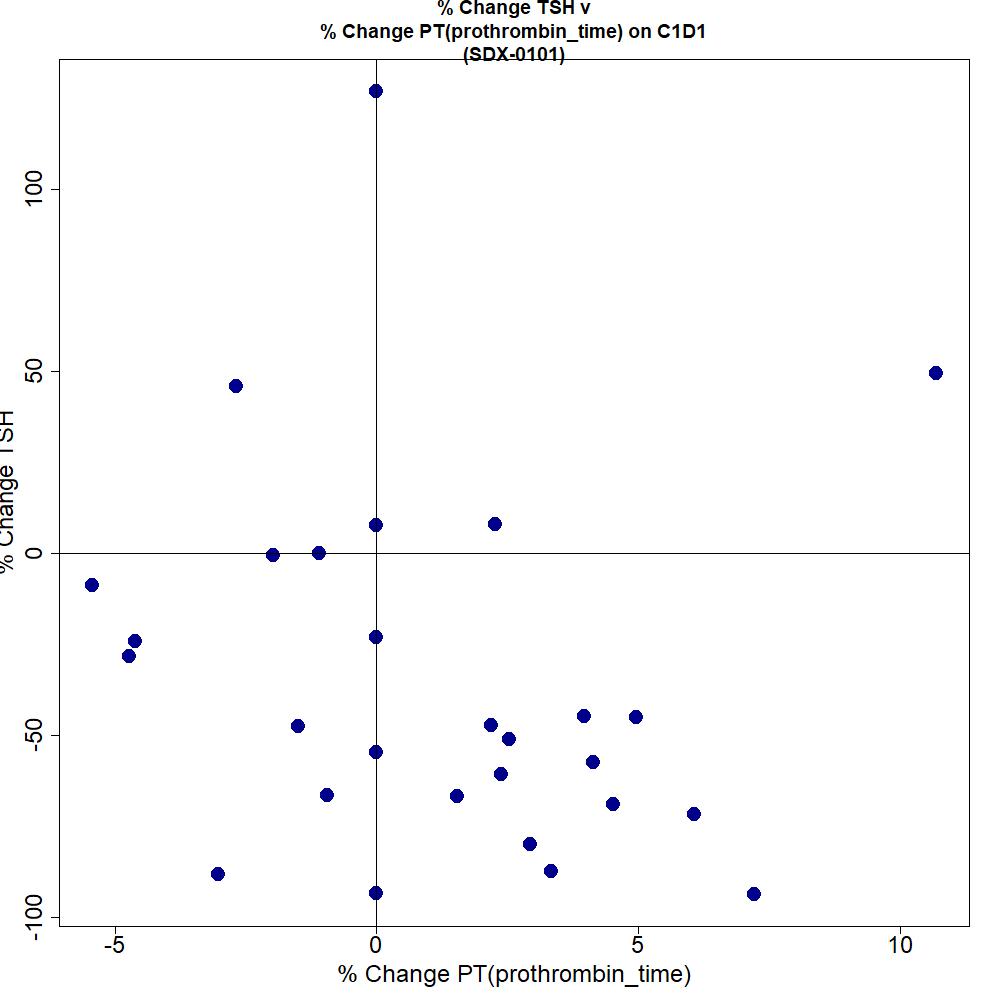 % Change TSH v
% Change PT(prothrombin_time) on C1D1
(SDX-0101)
% Change TSH
100
50
0
-50
-100
-5
0
5
10
% Change PT(prothrombin_time)